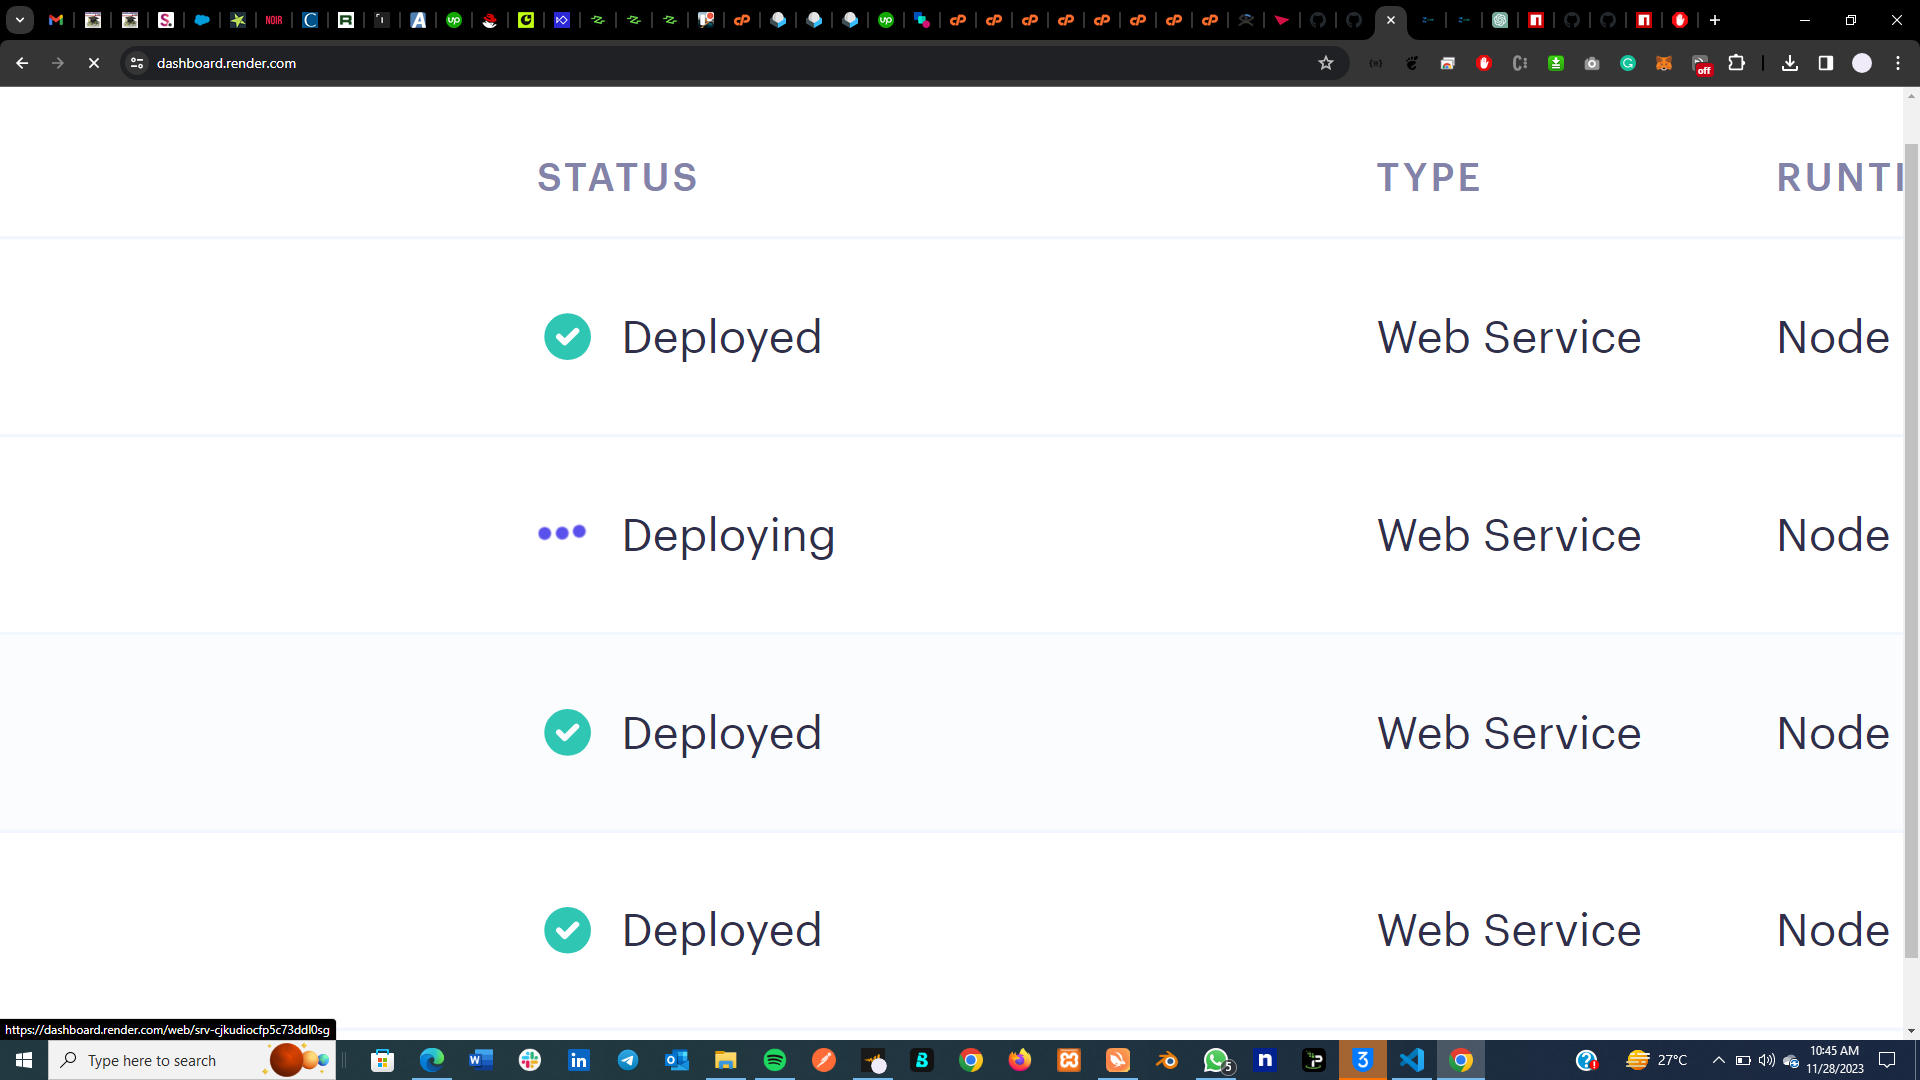 dashboard.render.com
off
STATUS TYPE RUNTI
Deployed Web Service Node
Deploying Web Service Node
Deployed Web Service Node
Deployed Web Service Node
https://dashboard.render.com/web/srv-cjkudiocfp5c73ddl0sg
Type here to search
5
27°C
10:45 AM
11/28/2023